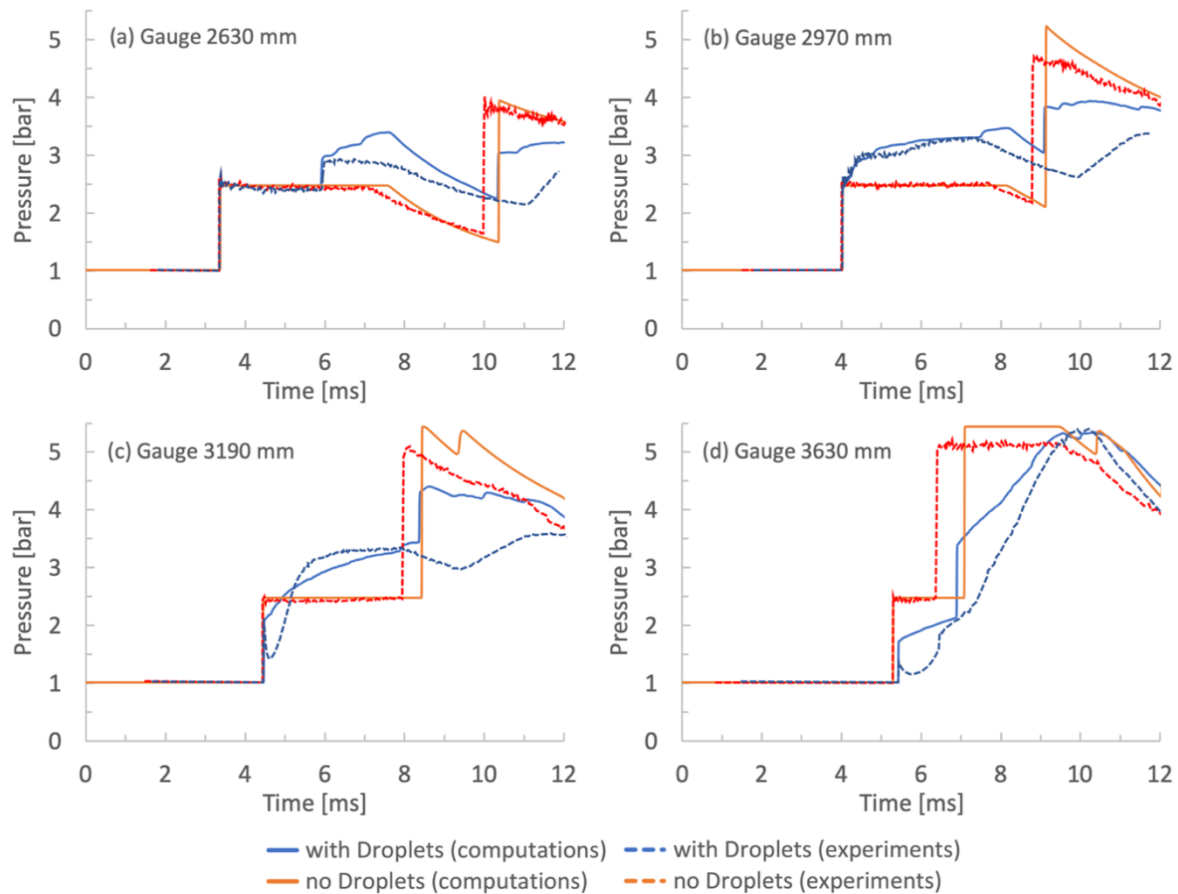 (a) Gauge 2630 mm
Pressure [bar]
5
4
3
2
1
0
0 2 4 6 8 10 12
Time [ms]
(b) Gauge 2970 mm
Pressure [bar]
5
4
3
2
1
0
0 2 4 6 8 10 12
Time [ms]
(c) Gauge 3190 mm
Pressure [bar]
5
4
3
2
1
0
0 2 4 6 8 10 12
Time [ms]
(d) Gauge 3630 mm
Pressure [bar]
5
4
3
2
1
0
0 2 4 6 8 10 12
Time [ms]
with Droplets (computations) with Droplets (experiments)
no Droplets (computations) no Droplets (experiments)